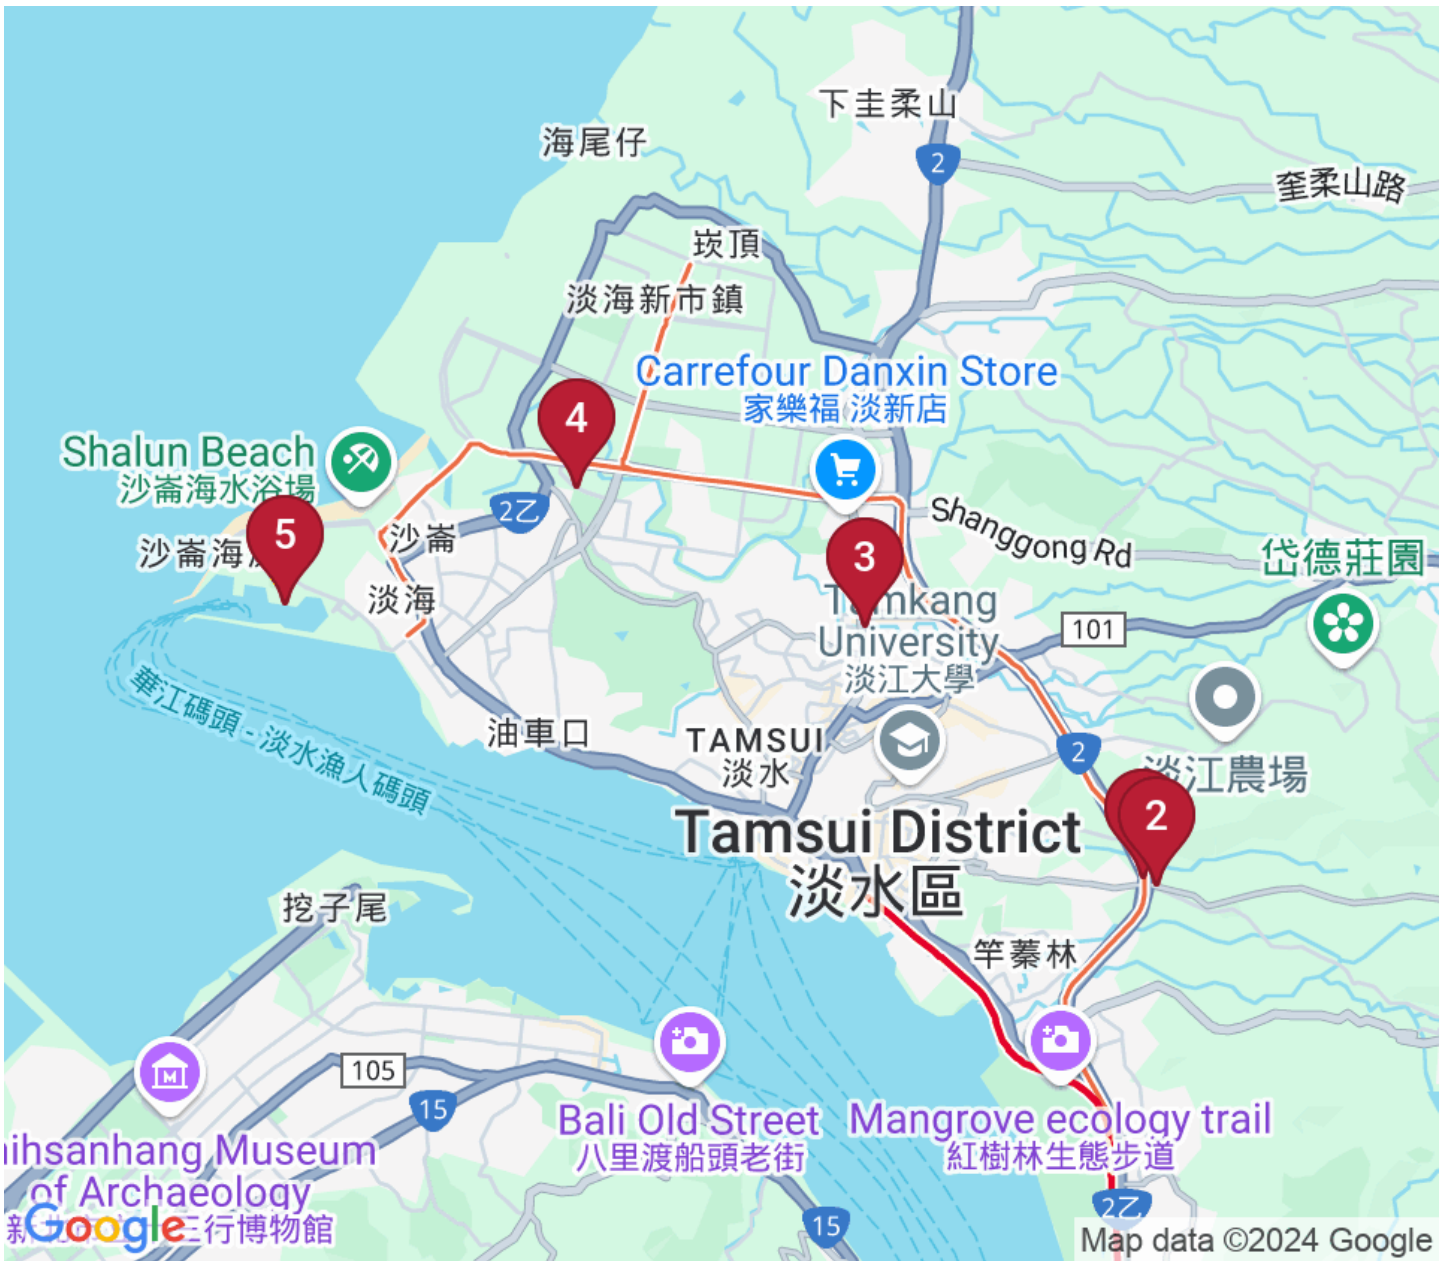 下圭柔山
海尾仔
2
奎柔山路
崁頂
淡海新市鎮
Carrefour Danxin Store
家樂福 淡新店
4
Shalun Beach
沙崙海水浴場
2乙
沙崙
5
沙崙海
3
Shanggong Rd
岱德莊園
淡海
Tamkang
University
淡江大學
101
華江碼頭 - 淡水漁人碼頭
油車口
TAMSUI
淡水
2
淡江農場
2
Tamsui District
淡水區
挖子尾
竿蓁林
105
15
Bali Old Street
八里渡船頭老街
Mangrove ecology trail
紅樹林生態步道
ihsanhang Museum
of Archaeology
三行博物館
Google
15
2乙
Map data ©2024 Google